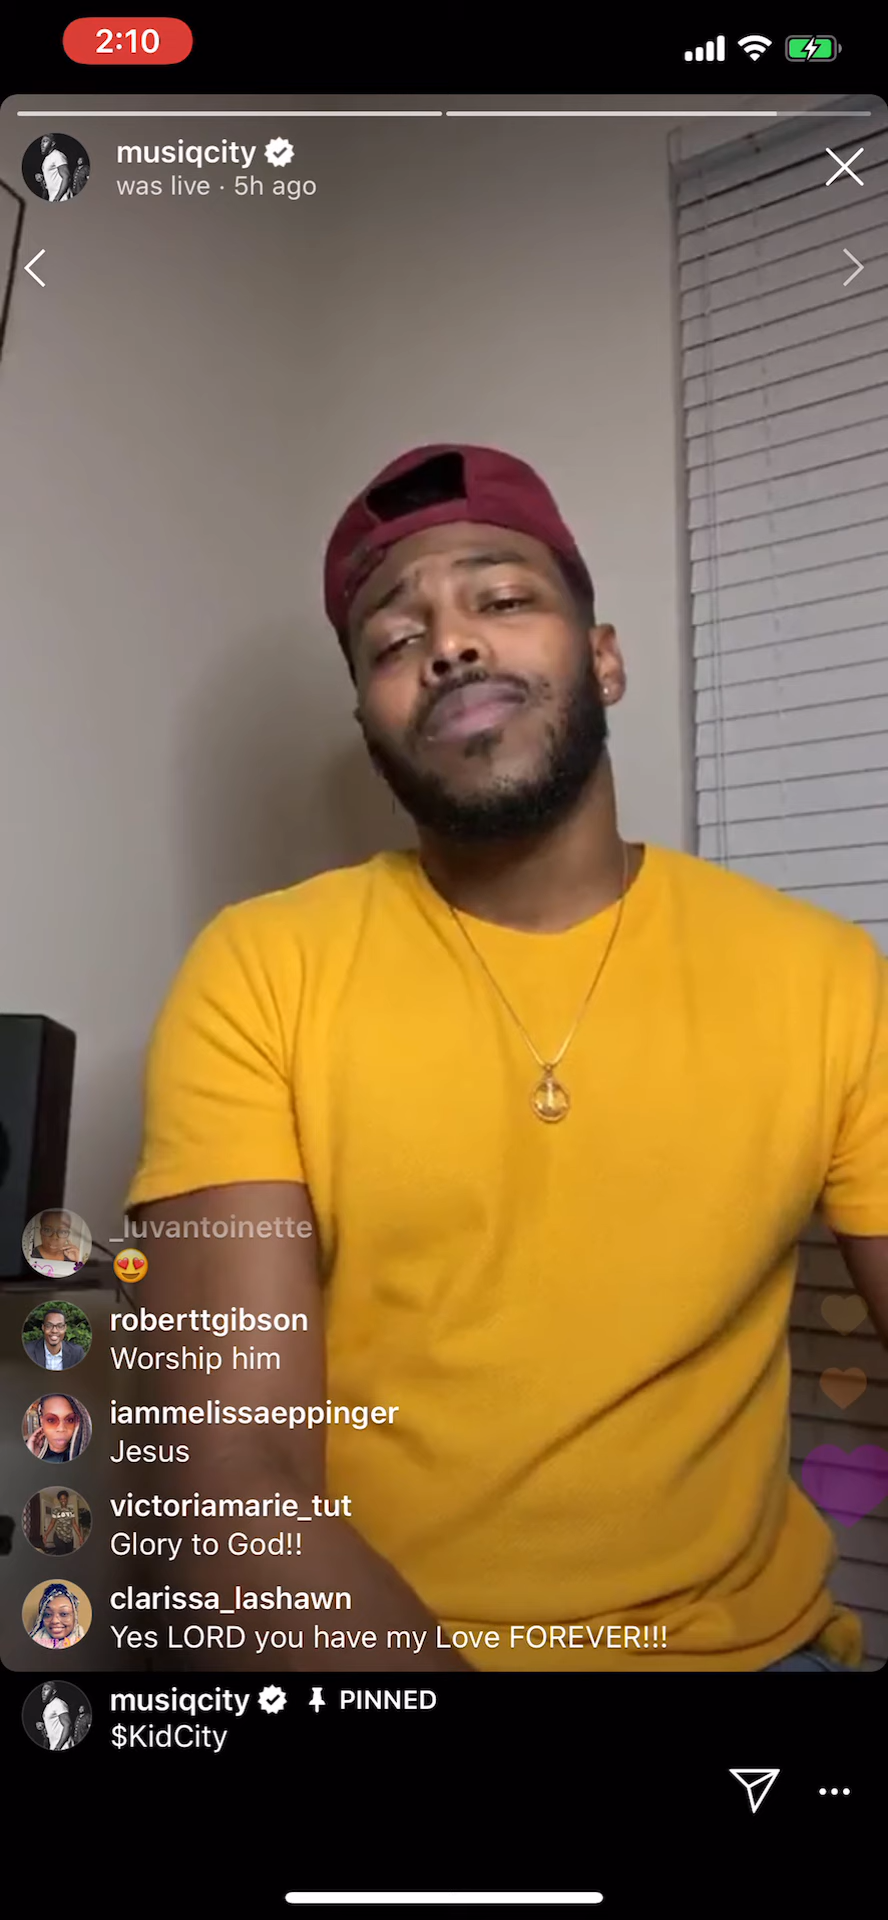 2:10
musiqcity
was live · 5h ago
_luvantoinette
😍
roberttgibson
Worship him
iammelissaeppinger
Jesus
victoriamarie_tut
Glory to God!!
clarissa_lashawn
Yes LORD you have my Love FOREVER!!!
musiqcity PINNED
$KidCity